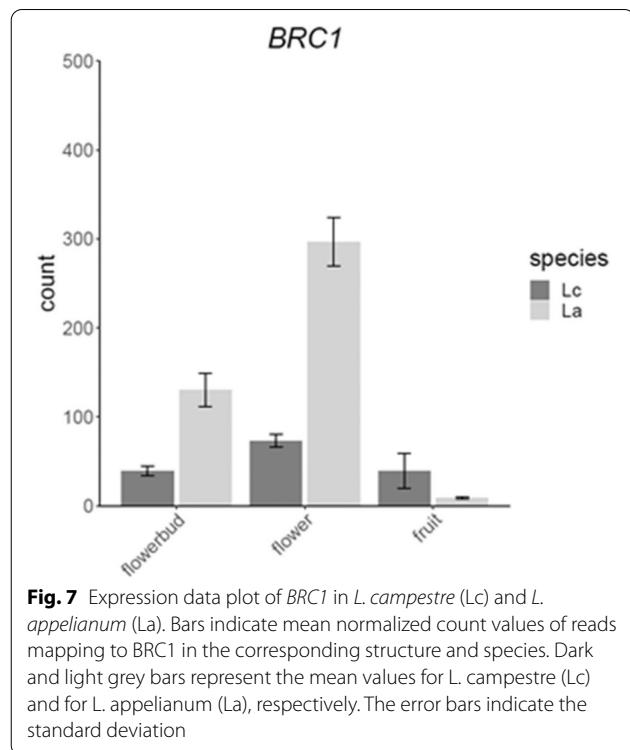 BRC1
500
400
300
200
100
0
count
flowerbud
flower
fruit
species
Lc
La
Fig. 7 Expression data plot of BRC1 in L. campestre (Lc) and L.
appelianum (La). Bars indicate mean normalized count values of reads
mapping to BRC1 in the corresponding structure and species. Dark
and light grey bars represent the mean values for L. campestre (Lc)
and for L. appelianum (La), respectively. The error bars indicate the
standard deviation